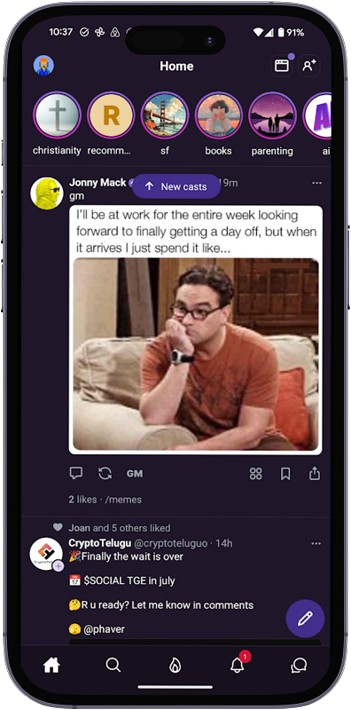 10:37
91%
Home
R
christianity recomm... sf books parenting ai
Jonny Mack
19m
↑ New casts
gm
I'll be at work for the entire week looking
forward to finally getting a day off, but when
it arrives I just spend it like...
GM
2 likes · /memes
Joan and 5 others liked
CryptoTelugu @cryptoteluguo · 14h
🎉Finally the wait is over
📅 $SOCIAL TGE in july
🤔R u ready? Let me know in comments
🫣 @phaver
1